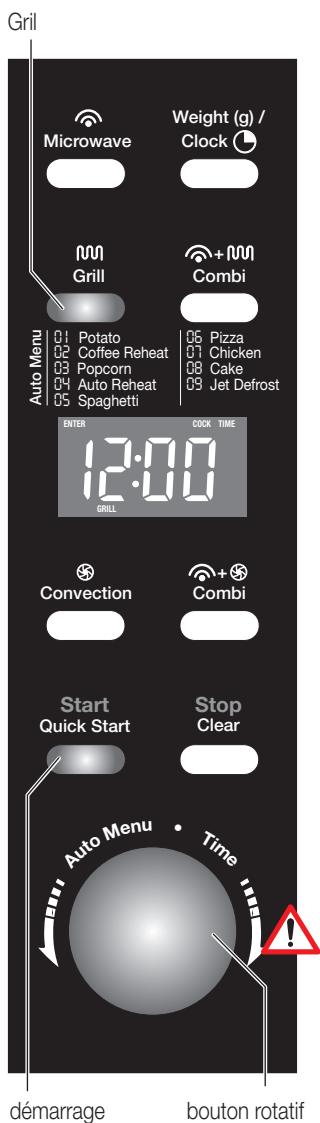 Gril
Microwave
Weight (g) /
Clock
Grill
Combi
Auto Menu
01 Potato
02 Coffee Reheat
03 Popcorn
04 Auto Reheat
05 Spaghetti
06 Pizza
07 Chicken
08 Cake
09 Jet Defrost
ENTER COCK TIME
12:00
GRILL
Convection
Combi
Start
Quick Start
Stop
Clear
Auto Menu • Time
démarrage
bouton rotatif